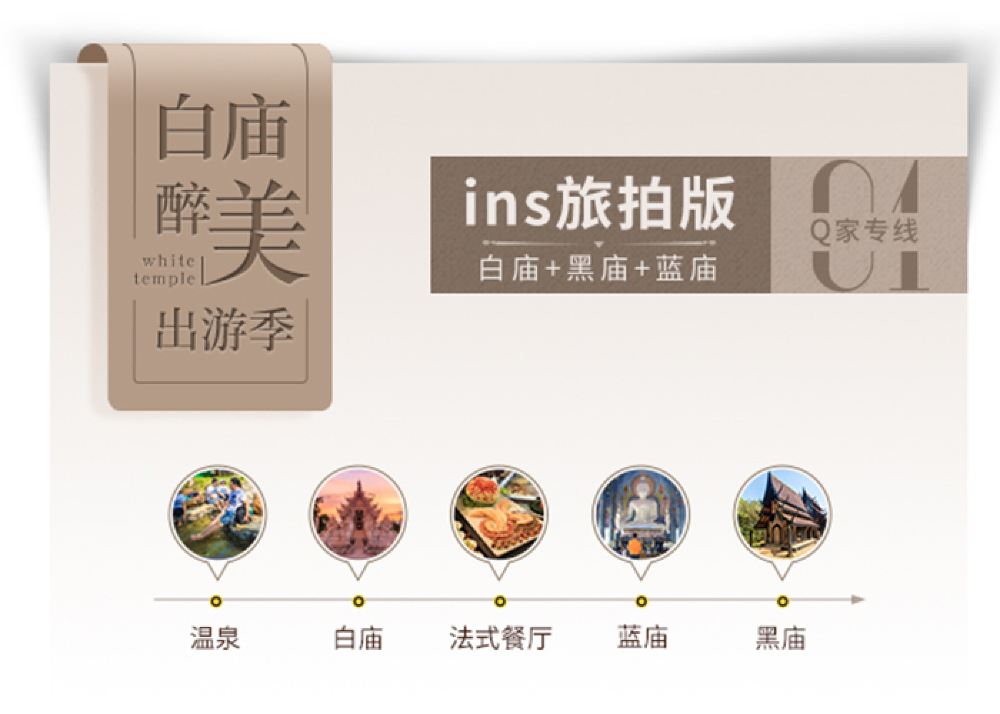 白庙
醉美
white
temple
出游季
ins旅拍版
白庙+黑庙+蓝庙
01
Q家专线
温泉
白庙
法式餐厅
蓝庙
黑庙